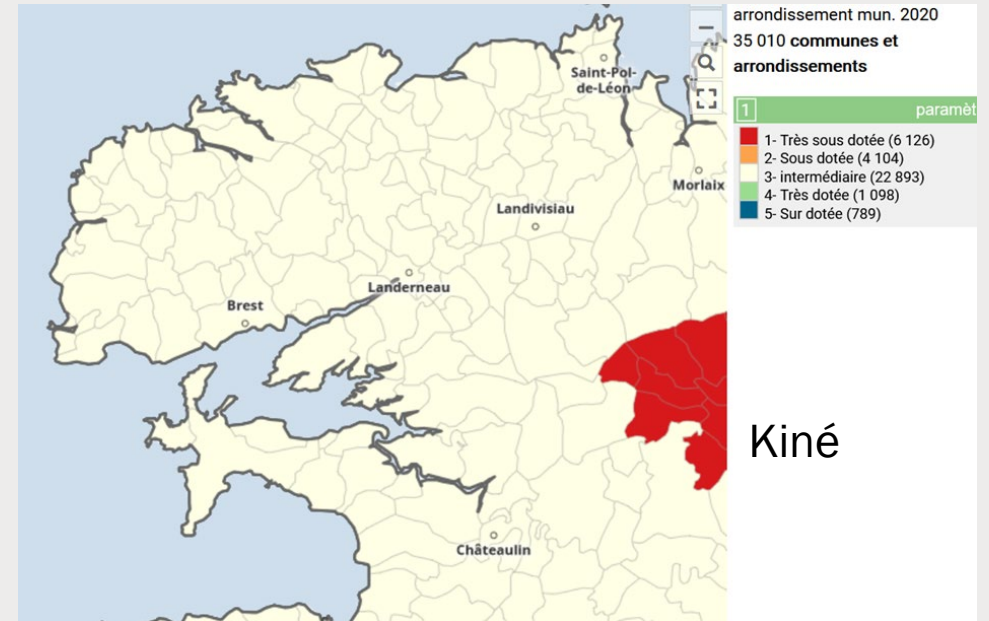 arrondissement mun. 2020
35 010 communes et
arrondissements
1
paramèt
1- Très sous dotée (6 126)
2- Sous dotée (4 104)
3- intermédiaire (22 893)
4- Très dotée (1 098)
5- Sur dotée (789)
Saint-Pol-
de-Léon
Morlaix
Landivisiau
Landerneau
Brest
Kiné
Châteaulin